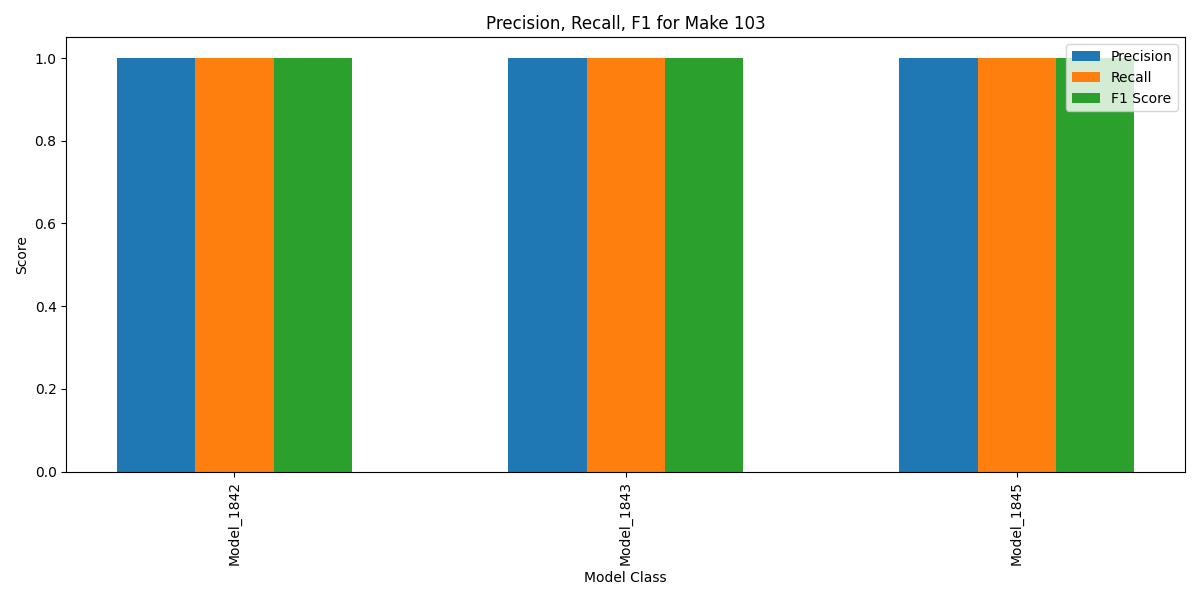 Precision, Recall, F1 for Make 103
Precision
Recall
F1 Score
1.0
0.8
0.6
0.4
0.2
0.0
Score
Model_1842
Model_1843
Model_1845
Model Class